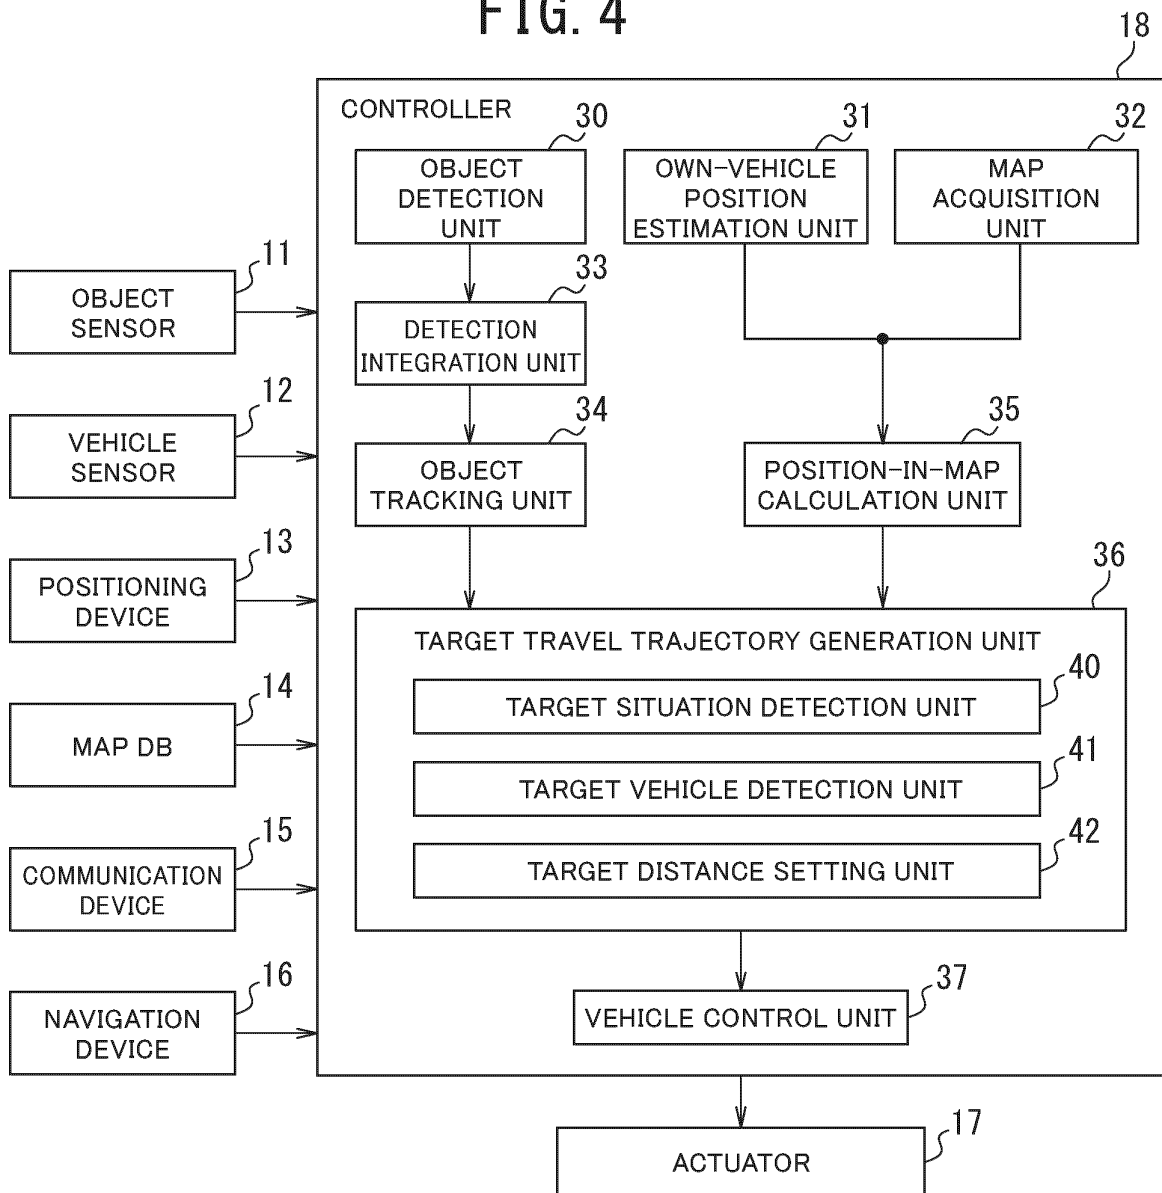 FIG. 4
18
CONTROLLER
30
31
32
OBJECT
DETECTION
UNIT
OWN-VEHICLE
POSITION
ESTIMATION UNIT
MAP
ACQUISITION
UNIT
11
OBJECT
SENSOR
33
DETECTION
INTEGRATION UNIT
12
VEHICLE
SENSOR
34
OBJECT
TRACKING UNIT
35
POSITION-IN-MAP
CALCULATION UNIT
13
POSITIONING
DEVICE
36
TARGET TRAVEL TRAJECTORY GENERATION UNIT
40
TARGET SITUATION DETECTION UNIT
14
MAP DB
41
TARGET VEHICLE DETECTION UNIT
15
COMMUNICATION
DEVICE
42
TARGET DISTANCE SETTING UNIT
16
NAVIGATION
DEVICE
37
VEHICLE CONTROL UNIT
17
ACTUATOR